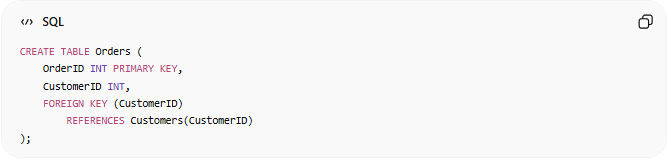 SQL
CREATE TABLE Orders (
    OrderID INT PRIMARY KEY,
    CustomerID INT,
    FOREIGN KEY (CustomerID)
        REFERENCES Customers(CustomerID)
);